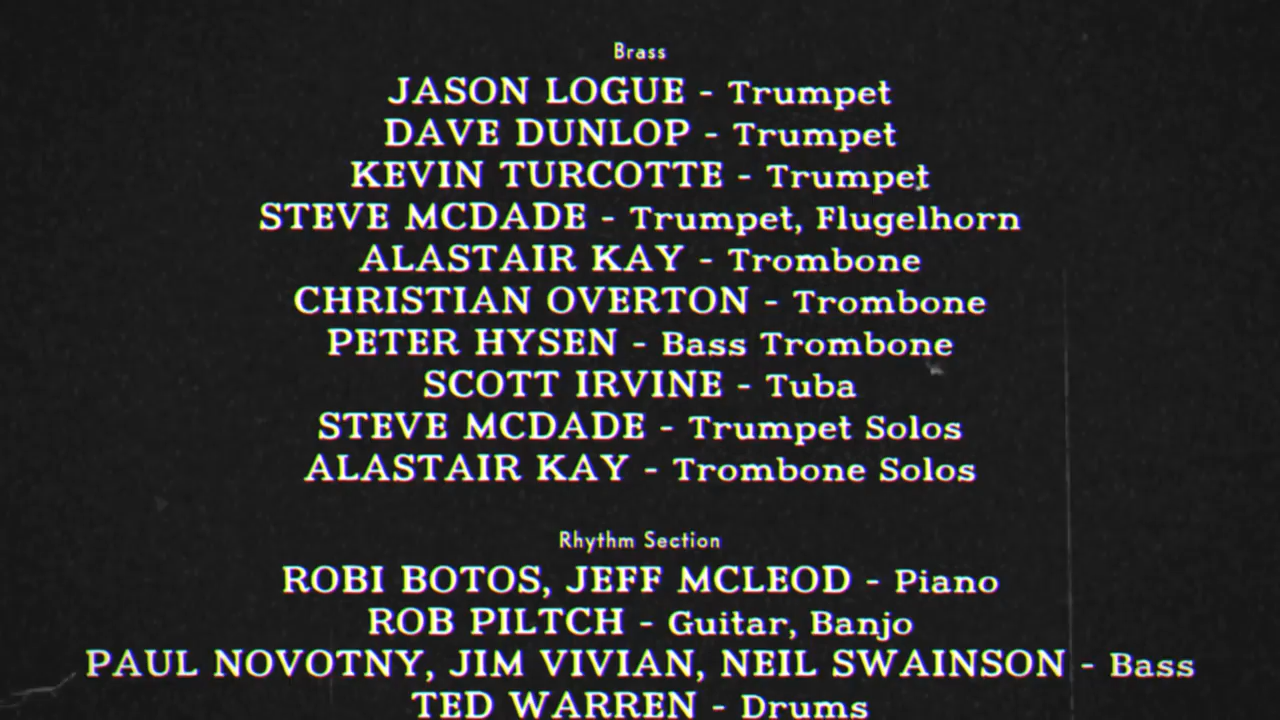 Brass
JASON LOGUE - Trumpet
DAVE DUNLOP - Trumpet
KEVIN TURCOTTE - Trumpet
STEVE MCDADE - Trumpet, Flugelhorn
ALASTAIR KAY - Trombone
CHRISTIAN OVERTON - Trombone
PETER HYSEN - Bass Trombone
SCOTT IRVINE - Tuba
STEVE MCDADE - Trumpet Solos
ALASTAIR KAY - Trombone Solos
Rhythm Section
ROBI BOTOS, JEFF MCLEOD - Piano
ROB PILTCH - Guitar, Banjo
PAUL NOVOTNY, JIM VIVIAN, NEIL SWAINSON - Bass
TED WARREN - Drums